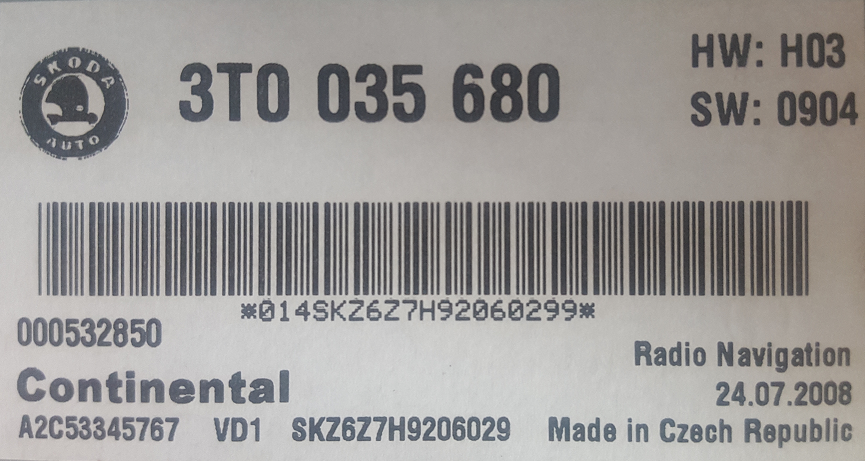 SKODA
AUTO
3T0 035 680
HW: H03
SW: 0904
*014SKZ6Z7H92060299*
000532850
Continental
Radio Navigation
24.07.2008
A2C53345767 VD1 SKZ6Z7H9206029 Made in Czech Republic